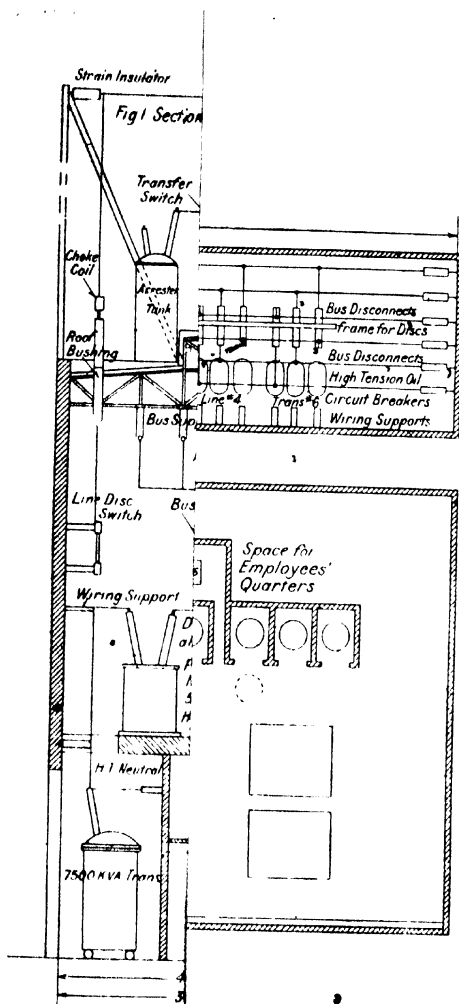 Strain Insulator
Fig 1 Section
Transfer
Switch
Choke
Coil
Arrester
Tank
Roof
Bushing
Bus Disconnects
Frame for Discs
Bus Disconnects
High Tension Oil
Line #4
Trans #6
Circuit Breakers
Bus Sup
Wiring Supports
Line Disc
Switch
Bus
Space for
Employees'
Quarters
Wiring Support
H T Neutral
7500 KVA Trans